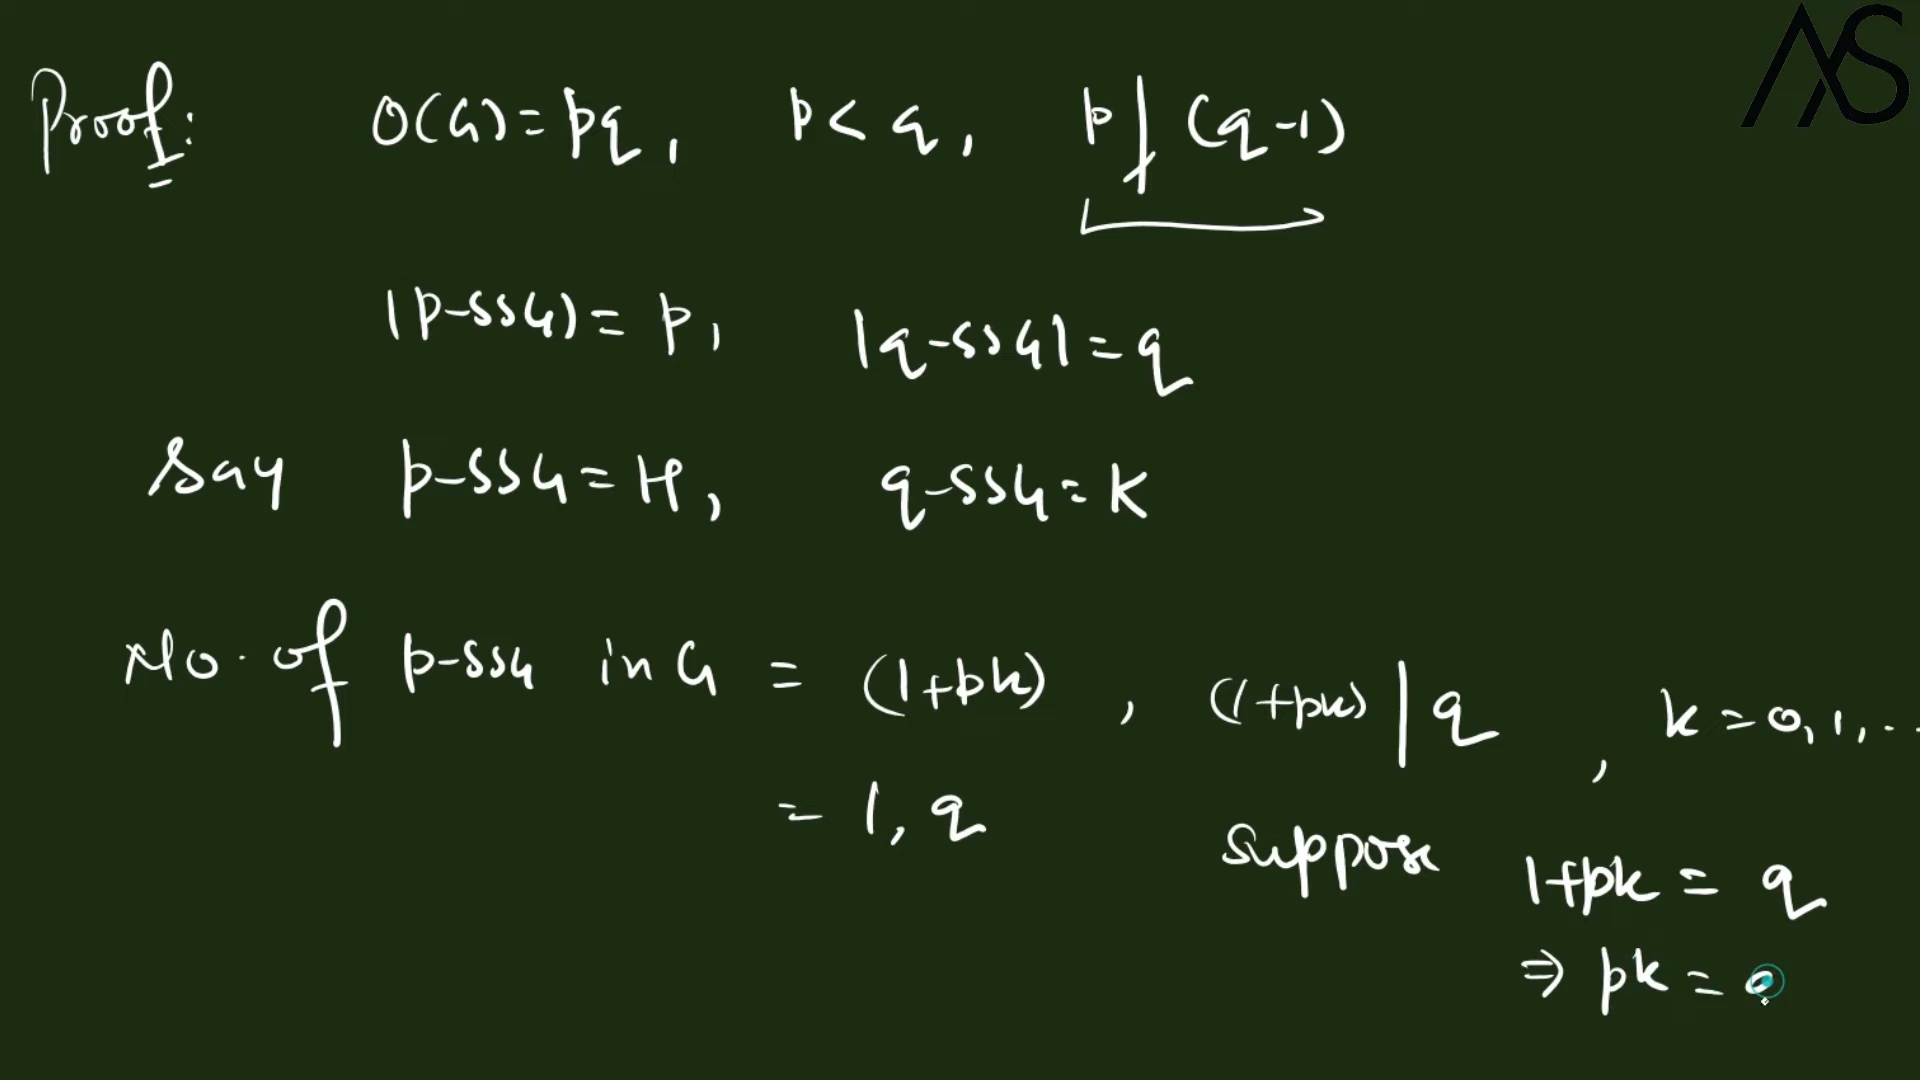 AS
Proof: O(G) = pq, p < q, p ∤ (q-1)
|p-SSG| = p, |q-SSG| = q
Say p-SSG = H, q-SSG = K
No. of p-SSG in G = (1+pk), (1+pk) | q, k = 0, 1, ..
= 1, q
Suppose 1+pk = q
⇒ pk =